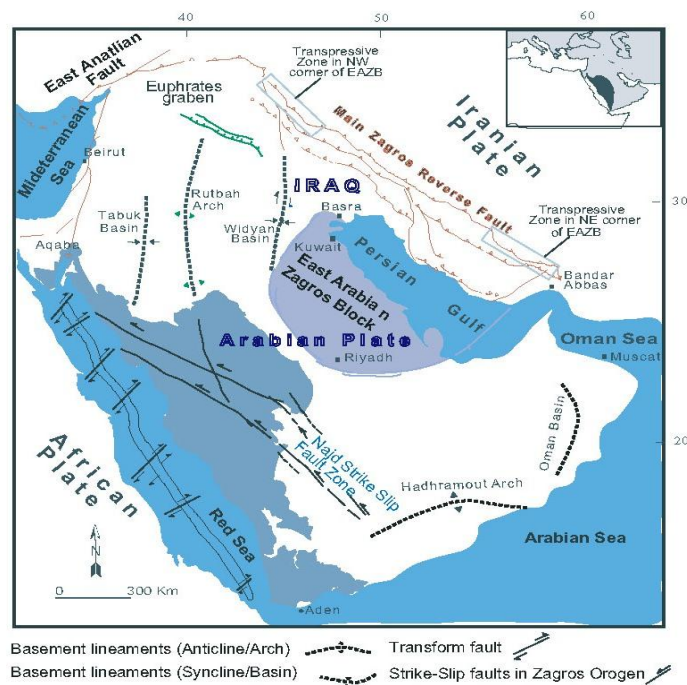 40
50
60
East Anatlian
Fault
Transpressive
Zone in NW
corner of EAZB
Euphrates
graben
Iranian
Plate
Main Zagros Reverse Fault
Mideterranean
Sea
Beirut
IRAQ
30
Rutbah
Arch
Tabuk
Basin
Widyan
Basin
Basra
Transpressive
Zone in NE corner
of EAZB
Kuwait
Aqaba
Persian
Gulf
Bandar
Abbas
East Arabia n
Zagros Block
Arabian Plate
Riyadh
Oman Sea
Muscat
Oman Basin
20
African
Plate
Najd Strike Slip
Fault Zone
Hadhramout Arch
Red Sea
Arabian Sea
N
0 300 Km
Aden
Basement lineaments (Anticline/Arch)
Transform fault
Basement lineaments (Syncline/Basin)
Strike-Slip faults in Zagros Orogen